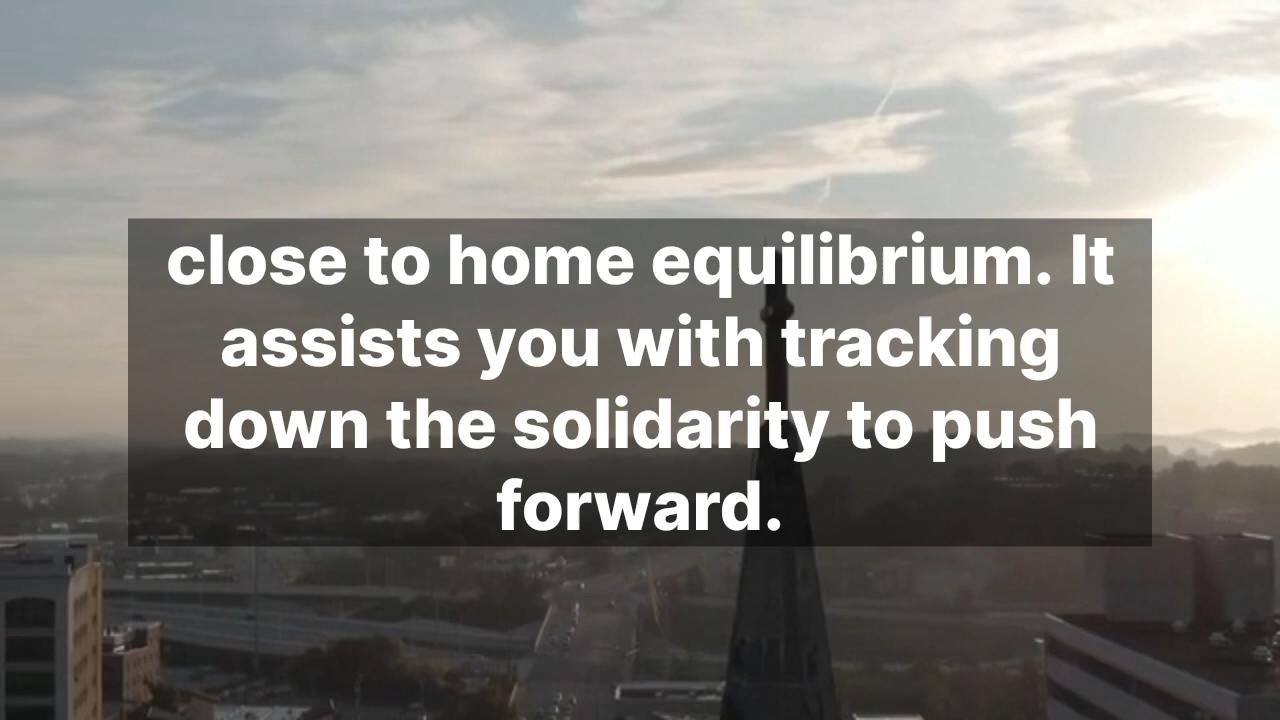 close to home equilibrium. It
assists you with tracking
down the solidarity to push
forward.